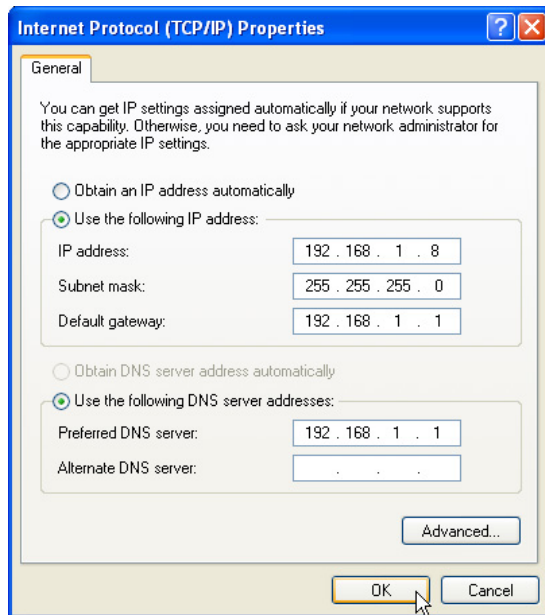 Internet Protocol (TCP/IP) Properties
General
You can get IP settings assigned automatically if your network supports
this capability. Otherwise, you need to ask your network administrator for
the appropriate IP settings.
Obtain an IP address automatically
Use the following IP address:
IP address: 192 . 168 . 1 . 8
Subnet mask: 255 . 255 . 255 . 0
Default gateway: 192 . 168 . 1 . 1
Obtain DNS server address automatically
Use the following DNS server addresses:
Preferred DNS server: 192 . 168 . 1 . 1
Alternate DNS server: . . .
Advanced...
OK Cancel